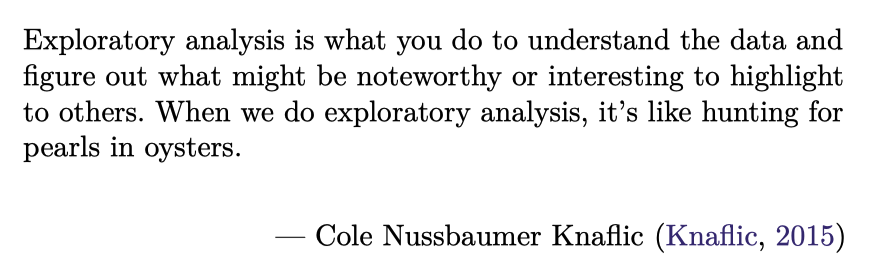 Exploratory analysis is what you do to understand the data and
figure out what might be noteworthy or interesting to highlight
to others. When we do exploratory analysis, it’s like hunting for
pearls in oysters.
— Cole Nussbaumer Knaflic (Knaflic, 2015)